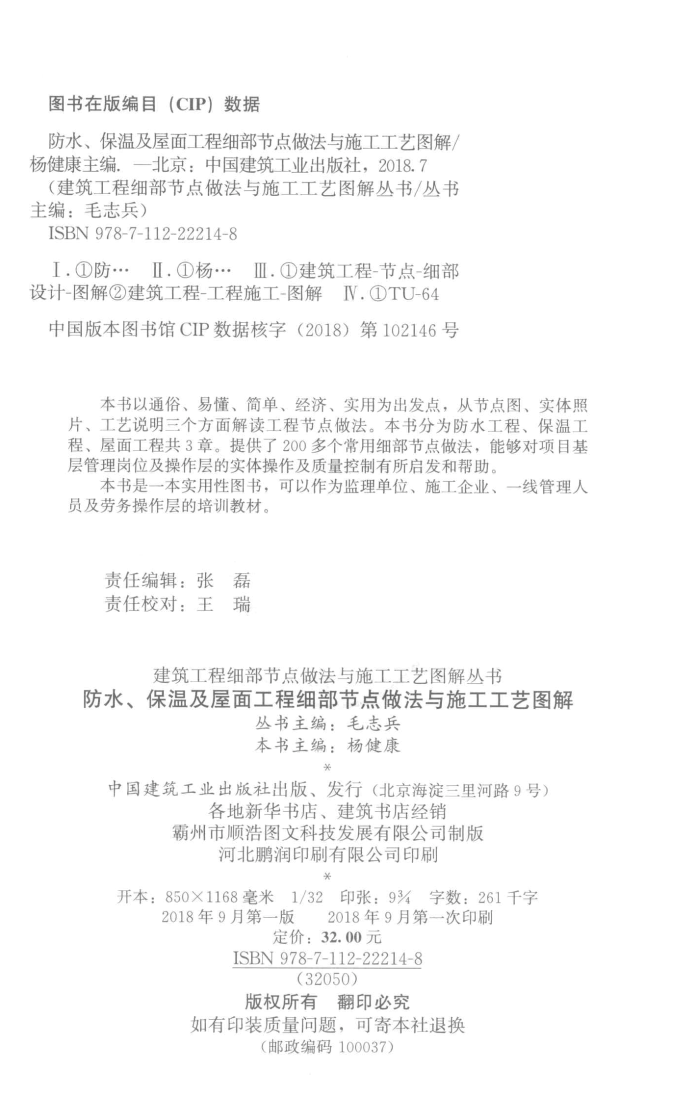 图书在版编目（CIP）数据
防水、保温及屋面工程细部节点做法与施工工艺图解/
杨健康主编. —北京：中国建筑工业出版社，2018.7
（建筑工程细部节点做法与施工工艺图解丛书/丛书
主编：毛志兵）
ISBN 978-7-112-22214-8
Ⅰ.①防… Ⅱ.①杨… Ⅲ.①建筑工程-节点-细部
设计-图解②建筑工程-工程施工-图解 Ⅳ.①TU-64
中国版本图书馆 CIP 数据核字（2018）第 102146 号
本书以通俗、易懂、简单、经济、实用为出发点，从节点图、实体照
片、工艺说明三个方面解读工程节点做法。本书分为防水工程、保温工
程、屋面工程共 3 章。提供了 200 多个常用细部节点做法，能够对项目基
层管理岗位及操作层的实体操作及质量控制有所启发和帮助。
本书是一本实用性图书，可以作为监理单位、施工企业、一线管理人
员及劳务操作层的培训教材。
责任编辑：张　磊
责任校对：王　瑞
建筑工程细部节点做法与施工工艺图解丛书
防水、保温及屋面工程细部节点做法与施工工艺图解
丛书主编：毛志兵
本书主编：杨健康
*
中国建筑工业出版社出版、发行（北京海淀三里河路 9 号）
各地新华书店、建筑书店经销
霸州市顺浩图文科技发展有限公司制版
河北鹏润印刷有限公司印刷
*
开本：850×1168 毫米　1/32　印张：9¾　字数：261 千字
2018 年 9 月第一版　2018 年 9 月第一次印刷
定价：32.00 元
ISBN 978-7-112-22214-8
（32050）
版权所有　翻印必究
如有印装质量问题，可寄本社退换
（邮政编码 100037）